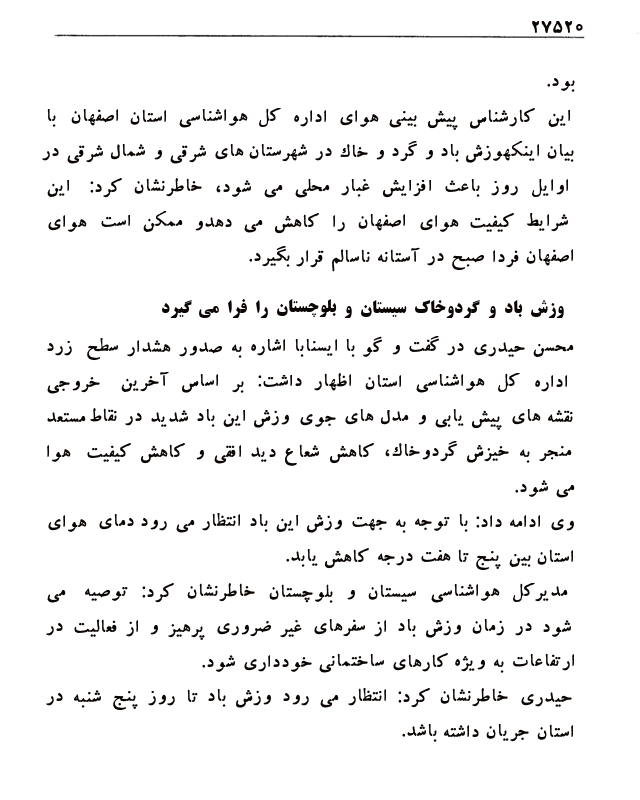 ۲۷۵۲۰
بود.
این کارشناس پیش بینی هوای اداره کل هواشناسی استان اصفهان با
بیان اینکهوزش باد و گرد و خاك در شهرستان های شرقی و شمال شرقی در
اوایل روز باعث افزایش غبار محلی می شود، خاطرنشان کرد: این
شرایط کیفیت هوای اصفهان را کاهش می دهدو ممکن است هوای
اصفهان فردا صبح در آستانه ناسالم قرار بگیرد.
وزش باد و گردوخاک سیستان و بلوچستان را فرا می گیرد
محسن حیدری در گفت و گو با ایسنابا اشاره به صدور هشدار سطح زرد
اداره کل هواشناسی استان اظهار داشت: بر اساس آخرین خروجی
نقشه های پیش یابی و مدل های جوی وزش این باد شدید در نقاط مستعد
منجر به خیزش گردوخاك، کاهش شعاع دید افقی و کاهش کیفیت هوا
می شود.
وی ادامه داد: با توجه به جهت وزش این باد انتظار می رود دمای هوای
استان بین پنج تا هفت درجه کاهش یابد.
مدیرکل هواشناسی سیستان و بلوچستان خاطرنشان کرد: توصیه می
شود در زمان وزش باد از سفرهای غیر ضروری پرهیز و از فعالیت در
ارتفاعات به ویژه کارهای ساختمانی خودداری شود.
حیدری خاطرنشان کرد: انتظار می رود وزش باد تا روز پنج شنبه در
استان جریان داشته باشد.